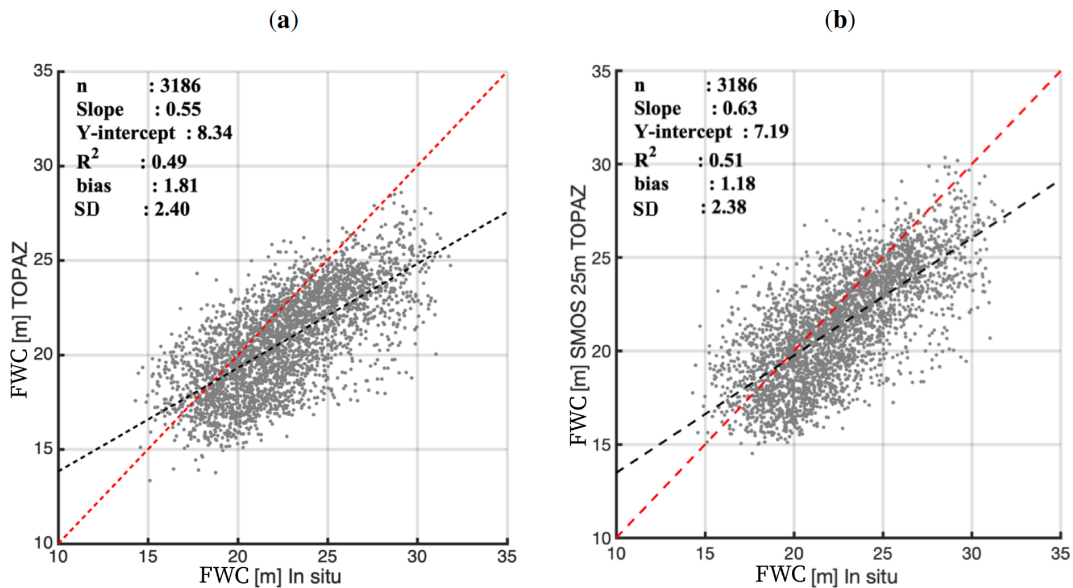 (a)
(b)
n : 3186
Slope : 0.55
Y-intercept : 8.34
R² : 0.49
bias : 1.81
SD : 2.40
35
30
25
20
15
10
FWC [m] TOPAZ
10 15 20 25 30 35
FWC [m] In situ
n : 3186
Slope : 0.63
Y-intercept : 7.19
R² : 0.51
bias : 1.18
SD : 2.38
35
30
25
20
15
10
FWC [m] SMOS 25m TOPAZ
10 15 20 25 30 35
FWC [m] In situ